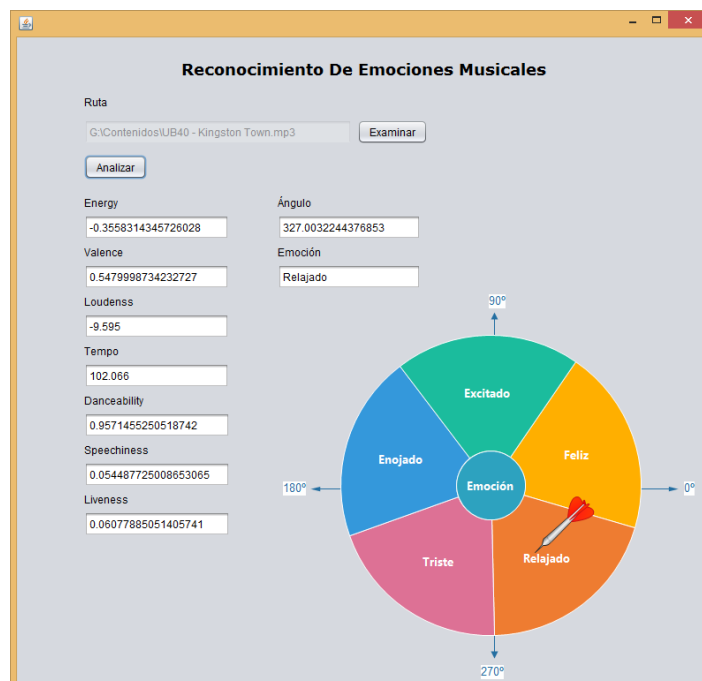 Reconocimiento De Emociones Musicales
Ruta
G:\Contenidos\UB40 - Kingston Town.mp3
Examinar
Analizar
Energy
Ángulo
-0.3558314345726028
327.0032244376853
Valence
Emoción
0.5479998734232727
Relajado
Loudenss
-9.595
Tempo
102.066
Danceability
0.9571455250518742
Speechiness
0.054487725008653065
Liveness
0.06077885051405741
90º
Excitado
Enojado
Feliz
Emoción
180º
0º
Triste
Relajado
270º